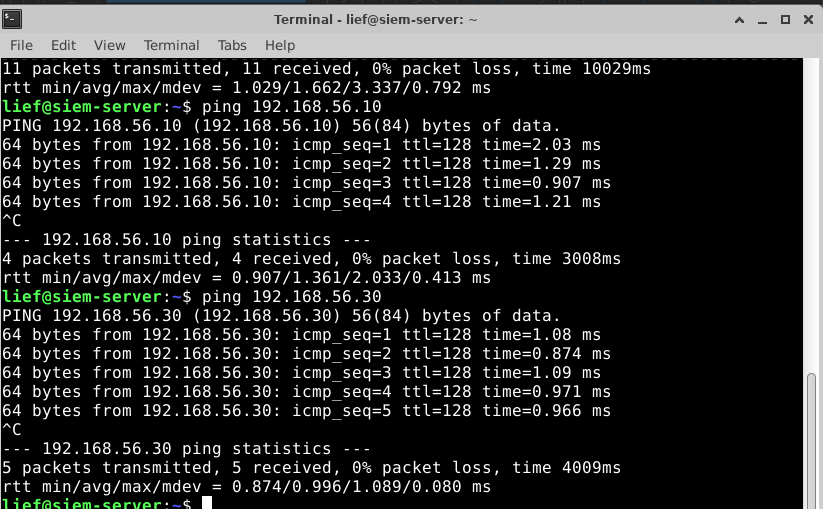 Terminal - lief@siem-server: ~
File Edit View Terminal Tabs Help
11 packets transmitted, 11 received, 0% packet loss, time 10029ms
rtt min/avg/max/mdev = 1.029/1.662/3.337/0.792 ms
lief@siem-server:~$ ping 192.168.56.10
PING 192.168.56.10 (192.168.56.10) 56(84) bytes of data.
64 bytes from 192.168.56.10: icmp_seq=1 ttl=128 time=2.03 ms
64 bytes from 192.168.56.10: icmp_seq=2 ttl=128 time=1.29 ms
64 bytes from 192.168.56.10: icmp_seq=3 ttl=128 time=0.907 ms
64 bytes from 192.168.56.10: icmp_seq=4 ttl=128 time=1.21 ms
^C
--- 192.168.56.10 ping statistics ---
4 packets transmitted, 4 received, 0% packet loss, time 3008ms
rtt min/avg/max/mdev = 0.907/1.361/2.033/0.413 ms
lief@siem-server:~$ ping 192.168.56.30
PING 192.168.56.30 (192.168.56.30) 56(84) bytes of data.
64 bytes from 192.168.56.30: icmp_seq=1 ttl=128 time=1.08 ms
64 bytes from 192.168.56.30: icmp_seq=2 ttl=128 time=0.874 ms
64 bytes from 192.168.56.30: icmp_seq=3 ttl=128 time=1.09 ms
64 bytes from 192.168.56.30: icmp_seq=4 ttl=128 time=0.971 ms
64 bytes from 192.168.56.30: icmp_seq=5 ttl=128 time=0.966 ms
^C
--- 192.168.56.30 ping statistics ---
5 packets transmitted, 5 received, 0% packet loss, time 4009ms
rtt min/avg/max/mdev = 0.874/0.996/1.089/0.080 ms
lief@siem-server:~$